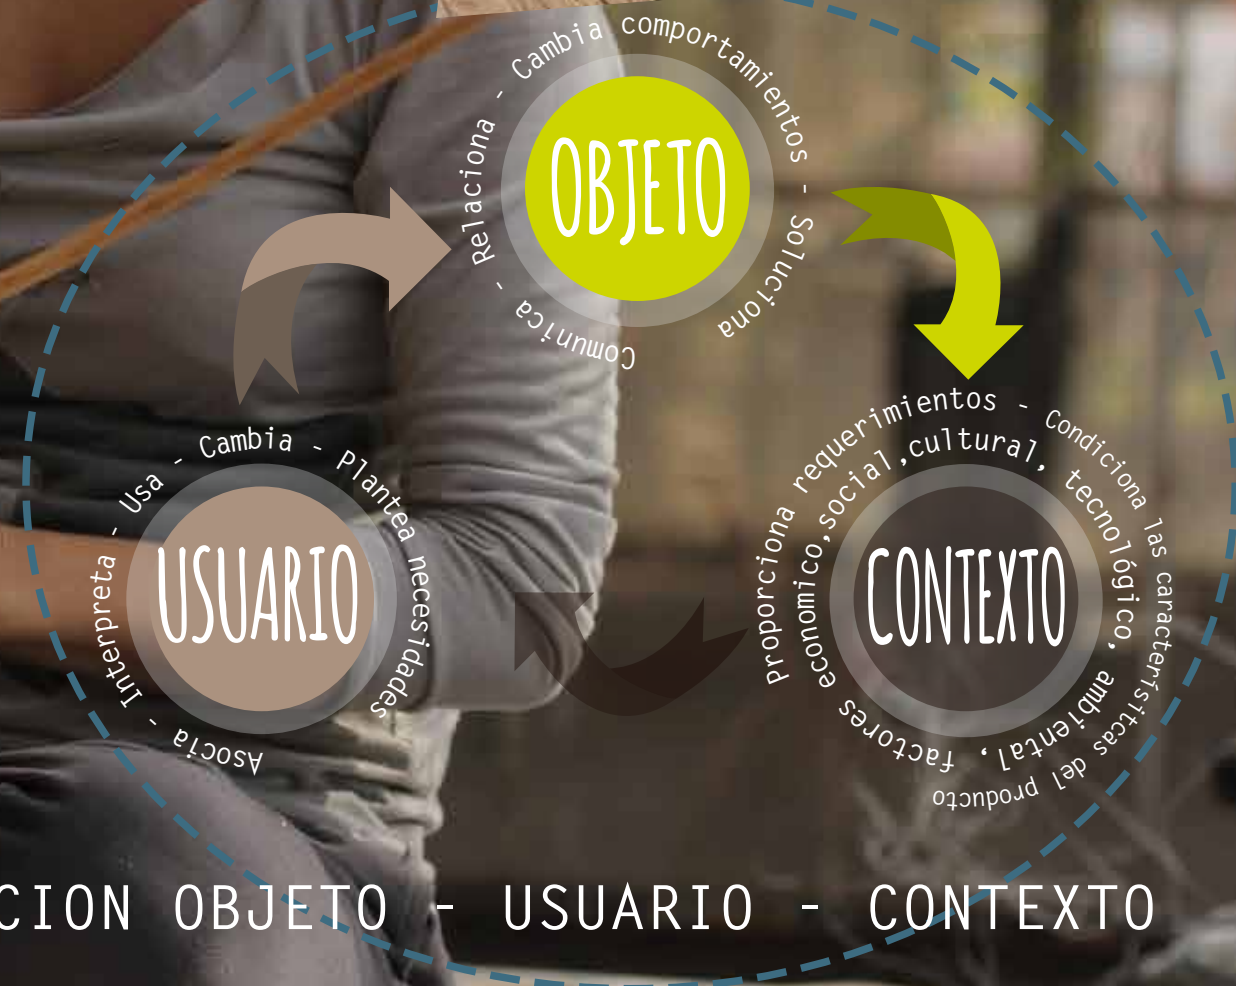 Comunica - Relaciona - Cambia comportamientos - Soluciona
OBJETO
Asocia - Interpreta - Usa - Cambia - Plantea necesidades
USUARIO
Proporciona requerimientos - Condiciona las caracterísitcas del producto
factores economico,social,cultural, tecnológico, ambiental,
CONTEXTO
CION OBJETO - USUARIO - CONTEXTO